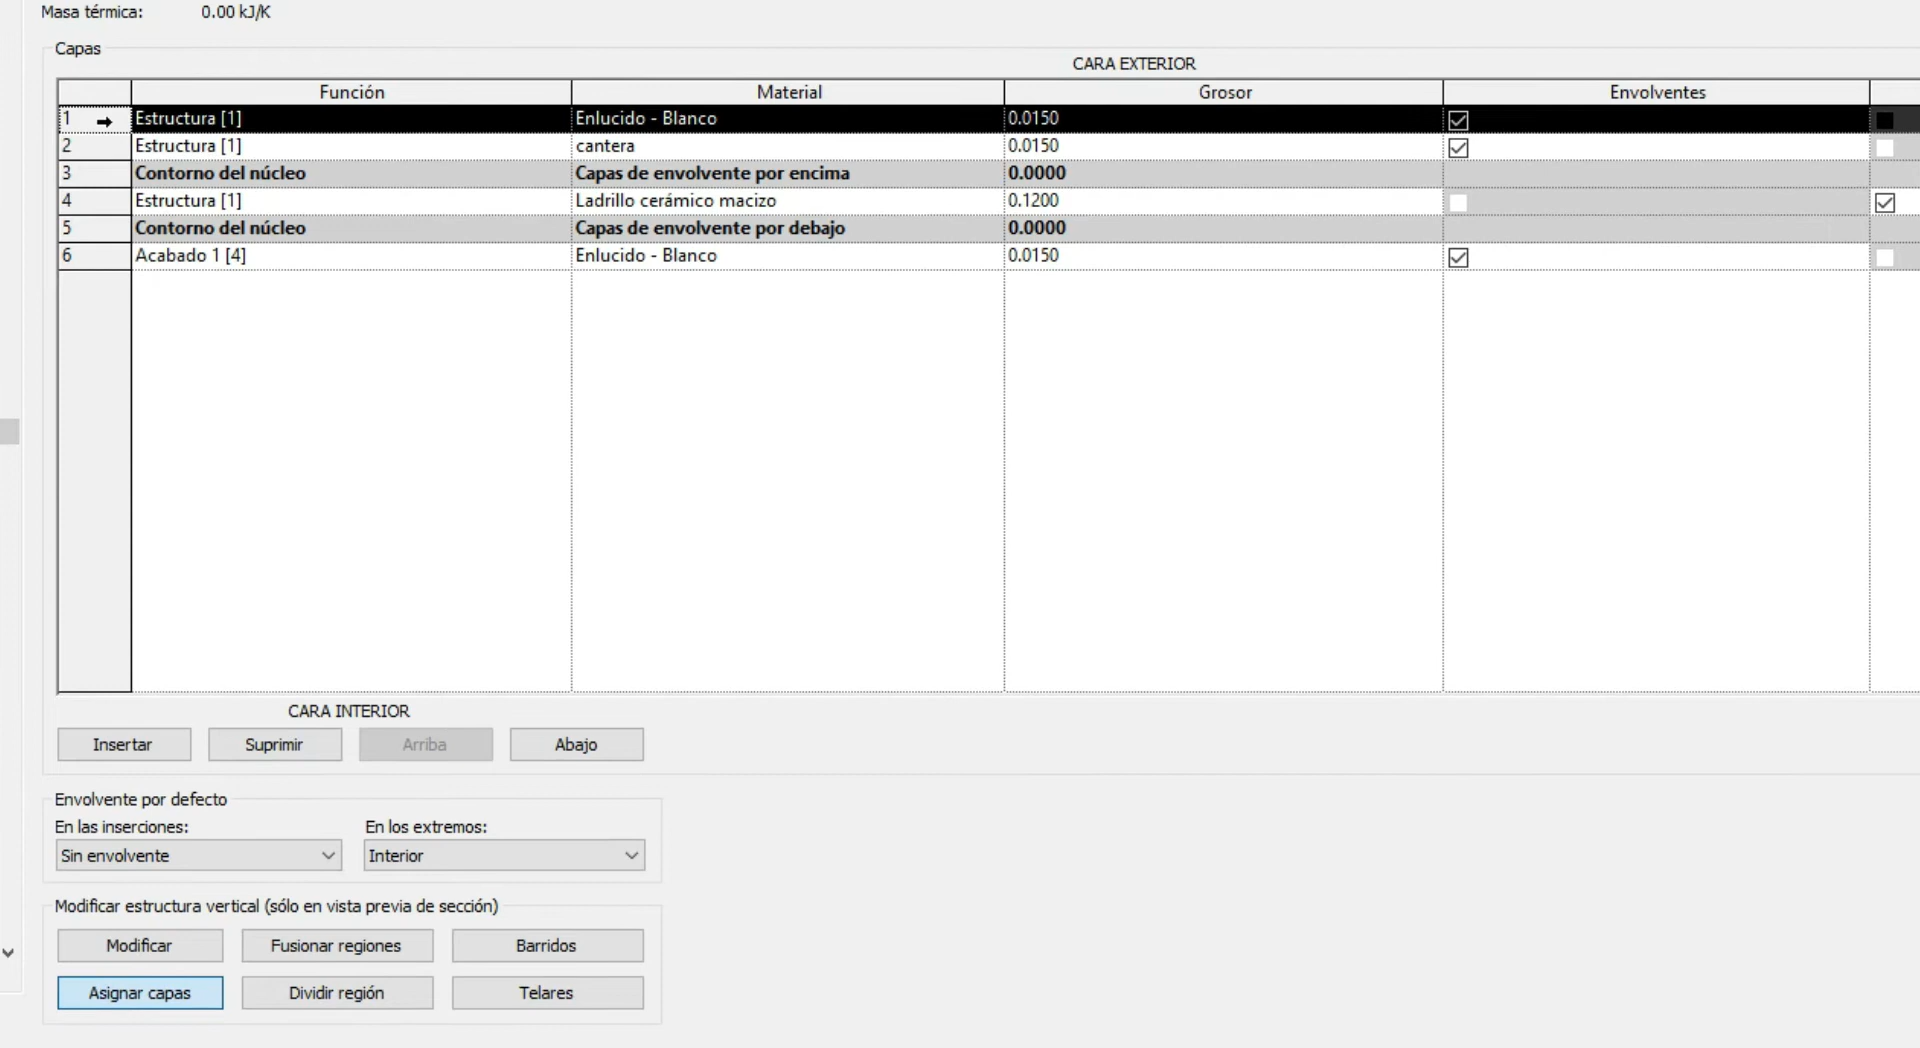 Masa térmica: 0.00 kJ/K
Capas
CARA EXTERIOR
Función Material Grosor Envolventes
1 Estructura [1] Enlucido - Blanco 0.0150
2 Estructura [1] cantera 0.0150
3 Contorno del núcleo Capas de envolvente por encima 0.0000
4 Estructura [1] Ladrillo cerámico macizo 0.1200
5 Contorno del núcleo Capas de envolvente por debajo 0.0000
6 Acabado 1 [4] Enlucido - Blanco 0.0150
CARA INTERIOR
Insertar Suprimir Arriba Abajo
Envolvente por defecto
En las inserciones: En los extremos:
Sin envolvente Interior
Modificar estructura vertical (sólo en vista previa de sección)
Modificar Fusionar regiones Barridos
Asignar capas Dividir región Telares